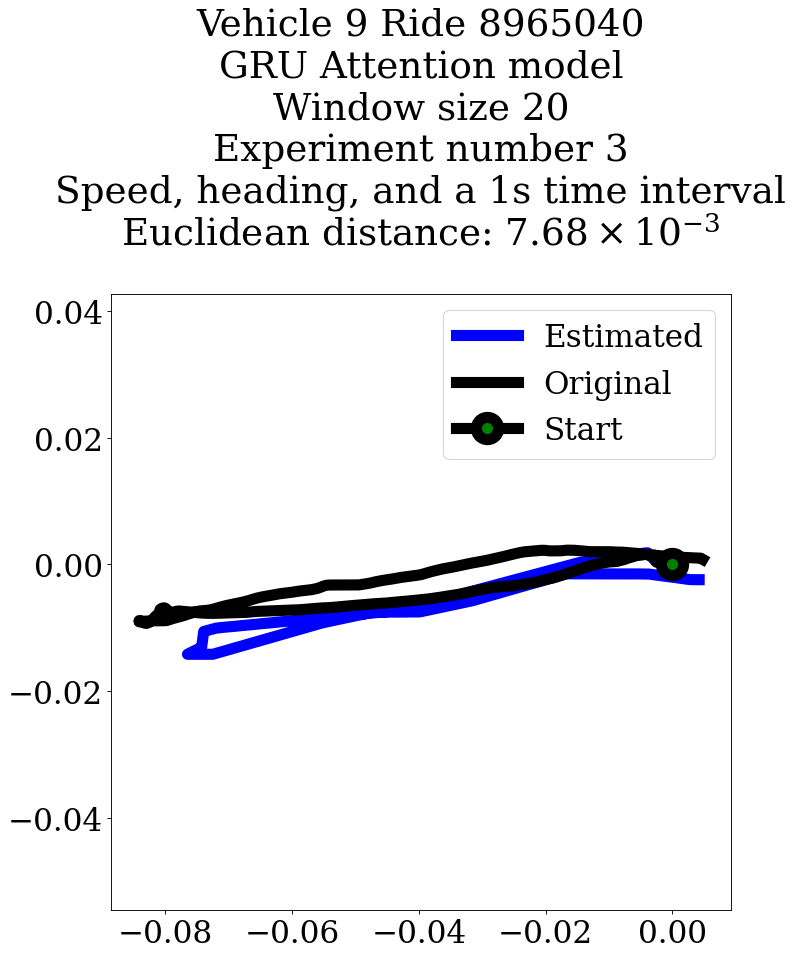 Vehicle 9 Ride 8965040
GRU Attention model
Window size 20
Experiment number 3
Speed, heading, and a 1s time interval
Euclidean distance: 7.68 × 10⁻³
Estimated
Original
Start
0.04
0.02
0.00
−0.02
−0.04
−0.08 −0.06 −0.04 −0.02 0.00